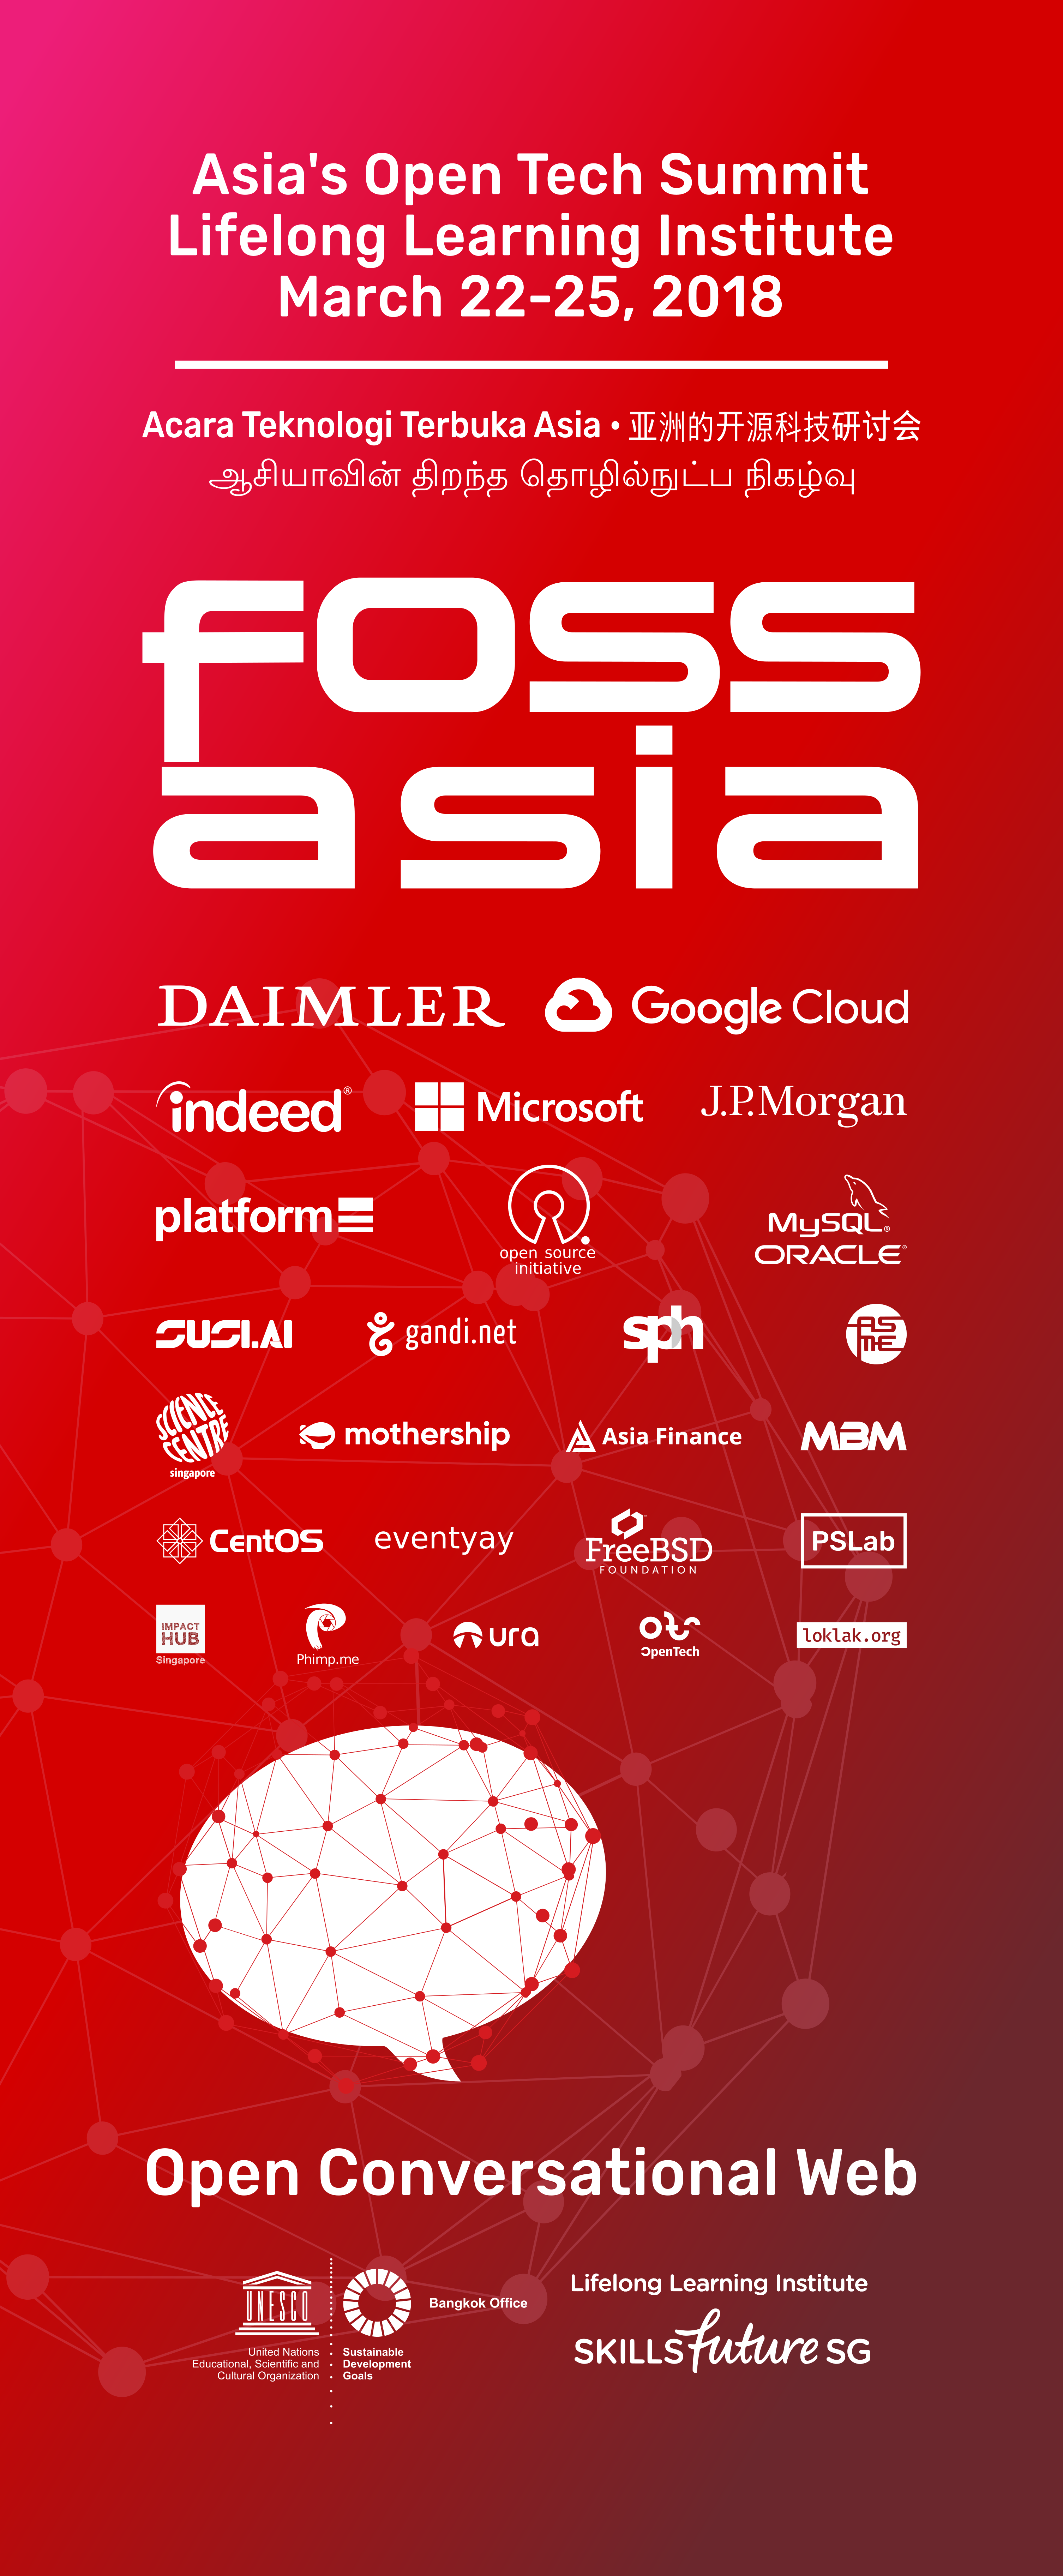 Asia's Open Tech Summit
Lifelong Learning Institute
March 22-25, 2018
Acara Teknologi Terbuka Asia • 亚洲的开源科技研讨会
ஆசியாவின் திறந்த தொழில்நுட்ப நிகழ்வு
foss
asia
DAIMLER Google Cloud
indeed® Microsoft J.P.Morgan
platform
open source
initiative
MySQL®
ORACLE®
SUSI.AI gandi.net sph ASME
SCIENCE
CENTRE
singapore
mothership Asia Finance MBM
CentOS eventyay FreeBSD
FOUNDATION
PSLab
IMPACT
HUB
Singapore
Phimp.me
ura
otr
OpenTech
loklak.org
Open Conversational Web
UNESCO
United Nations
Educational, Scientific and
Cultural Organization
Sustainable
Development
Goals
Bangkok Office
Lifelong Learning Institute
SKILLSfuture SG